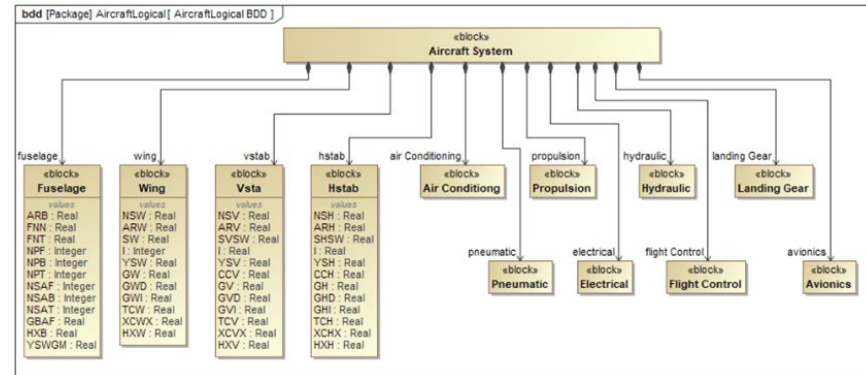 bdd [Package] AircraftLogical[ AircraftLogical BDD ]
«block»
Aircraft System
fuselage
wing
vstab
hstab
air Conditioning
propulsion
hydraulic
landing Gear
«block»
Fuselage
values
ARB : Real
FNN : Real
FNT : Real
NPF : Integer
NPB : Integer
NPT : Integer
NSAF : Integer
NSAB : Integer
NSAT : Integer
GBAF : Real
HXB : Real
YSWGM : Real
«block»
Wing
values
NSW : Real
ARW : Real
SW : Real
I : Integer
YSW : Real
GW : Real
GWD : Real
GWI : Real
TCW : Real
XCWX : Real
HXW : Real
«block»
Vsta
values
NSV : Real
ARV : Real
SVSW : Real
I : Real
YSV : Real
CCV : Real
GV : Real
GVD : Real
GVI : Real
TCV : Real
XCVX : Real
HXV : Real
«block»
Hstab
values
NSH : Real
ARH : Real
SHSW : Real
I : Real
YSH : Real
CCH : Real
GH : Real
GHD : Real
GHI : Real
TCH : Real
XCHX : Real
HXH : Real
«block»
Air Conditiong
«block»
Propulsion
«block»
Hydraulic
«block»
Landing Gear
pneumatic
electrical
flight Control
avionics
«block»
Pneumatic
«block»
Electrical
«block»
Flight Control
«block»
Avionics